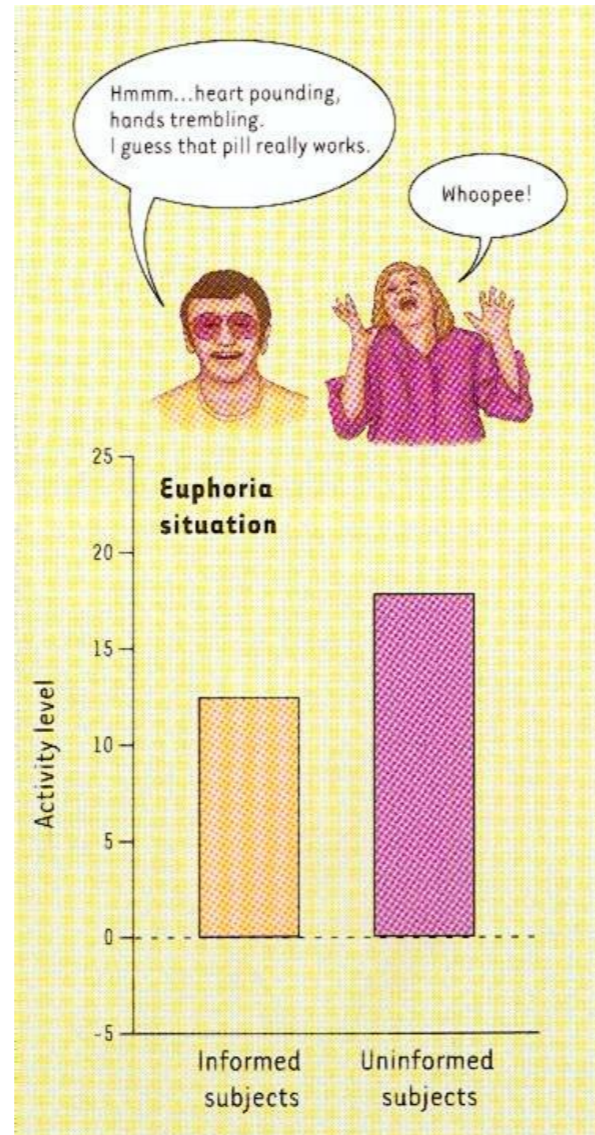 Hmmm...heart pounding,
hands trembling.
I guess that pill really works.
Whoopee!
25
Euphoria
situation
20
15
10
5
0
-5
Activity level
Informed
subjects
Uninformed
subjects